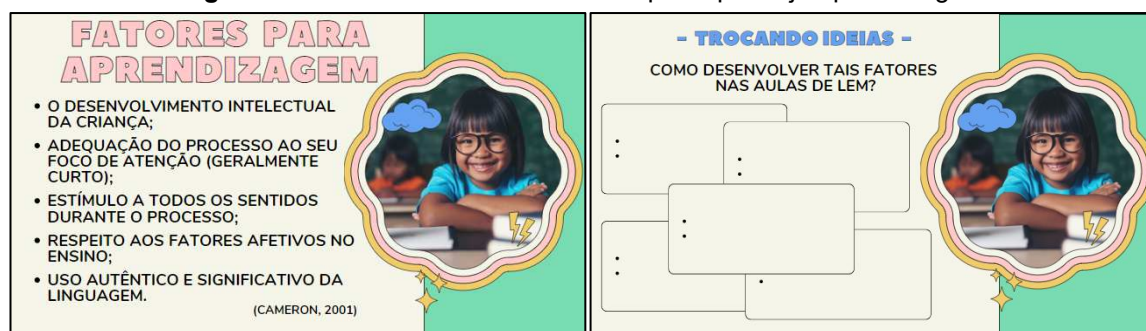 FATORES PARA
APRENDIZAGEM
• O DESENVOLVIMENTO INTELECTUAL
DA CRIANÇA;
• ADEQUAÇÃO DO PROCESSO AO SEU
FOCO DE ATENÇÃO (GERALMENTE
CURTO);
• ESTÍMULO A TODOS OS SENTIDOS
DURANTE O PROCESSO;
• RESPEITO AOS FATORES AFETIVOS NO
ENSINO;
• USO AUTÊNTICO E SIGNIFICATIVO DA
LINGUAGEM.
(CAMERON, 2001)
- TROCANDO IDEIAS -
COMO DESENVOLVER TAIS FATORES
NAS AULAS DE LEM?